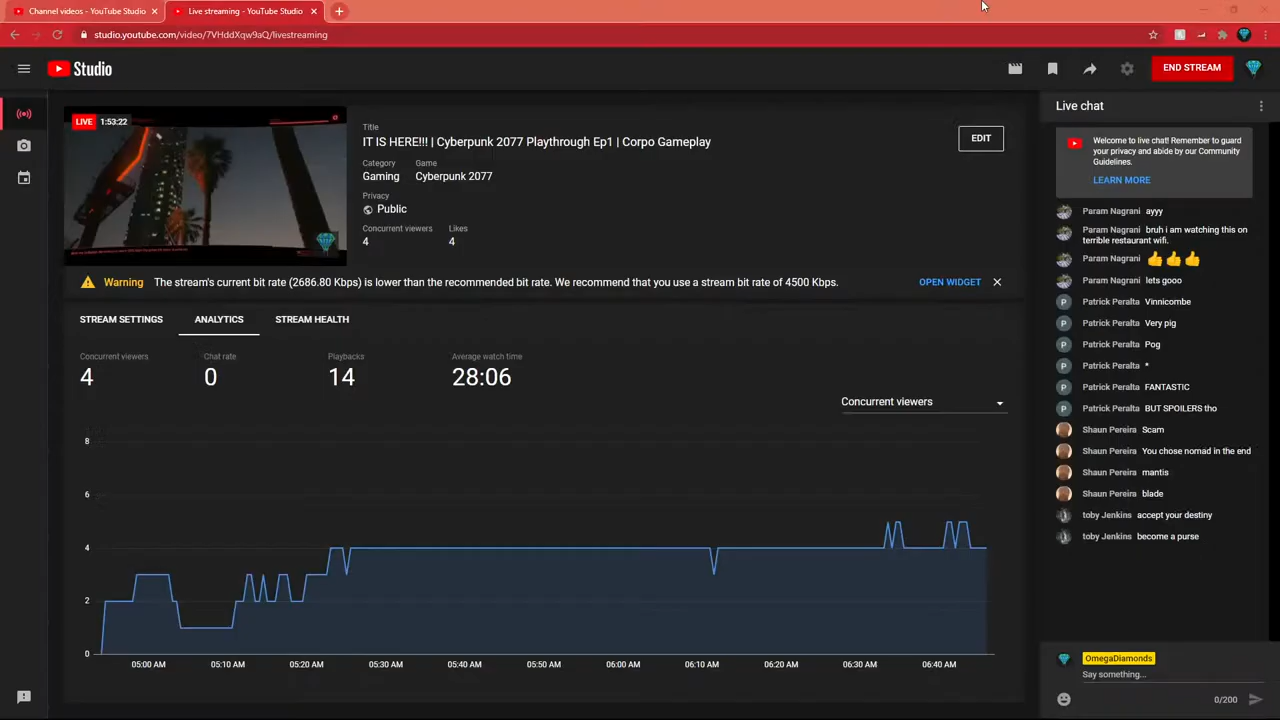 Channel videos - YouTube Studio
Live streaming - YouTube Studio
studio.youtube.com/video/7VHddXqw9aQ/livestreaming
Studio
END STREAM
LIVE 1:53:22
Title
IT IS HERE!!! | Cyberpunk 2077 Playthrough Ep1 | Corpo Gameplay
EDIT
Category Game
Gaming Cyberpunk 2077
Privacy
Public
Concurrent viewers Likes
4 4
Warning The stream's current bit rate (2686.80 Kbps) is lower than the recommended bit rate. We recommend that you use a stream bit rate of 4500 Kbps.
OPEN WIDGET
STREAM SETTINGS ANALYTICS STREAM HEALTH
Concurrent viewers Chat rate Playbacks Average watch time
4 0 14 28:06
Concurrent viewers
8
6
4
2
0
05:00 AM 05:10 AM 05:20 AM 05:30 AM 05:40 AM 05:50 AM 06:00 AM 06:10 AM 06:20 AM 06:30 AM 06:40 AM
Live chat
Welcome to live chat! Remember to guard
your privacy and abide by our Community
Guidelines.
LEARN MORE
Param Nagrani ayyy
Param Nagrani bruh i am watching this on
terrible restaurant wifi.
Param Nagrani 👍👍👍
Param Nagrani lets gooo
P Patrick Peralta Vinnicombe
P Patrick Peralta Very pig
P Patrick Peralta Pog
P Patrick Peralta *
P Patrick Peralta FANTASTIC
P Patrick Peralta BUT SPOILERS tho
Shaun Pereira Scam
Shaun Pereira You chose nomad in the end
Shaun Pereira mantis
Shaun Pereira blade
toby Jenkins accept your destiny
toby Jenkins become a purse
OmegaDiamonds
Say something...
0/200